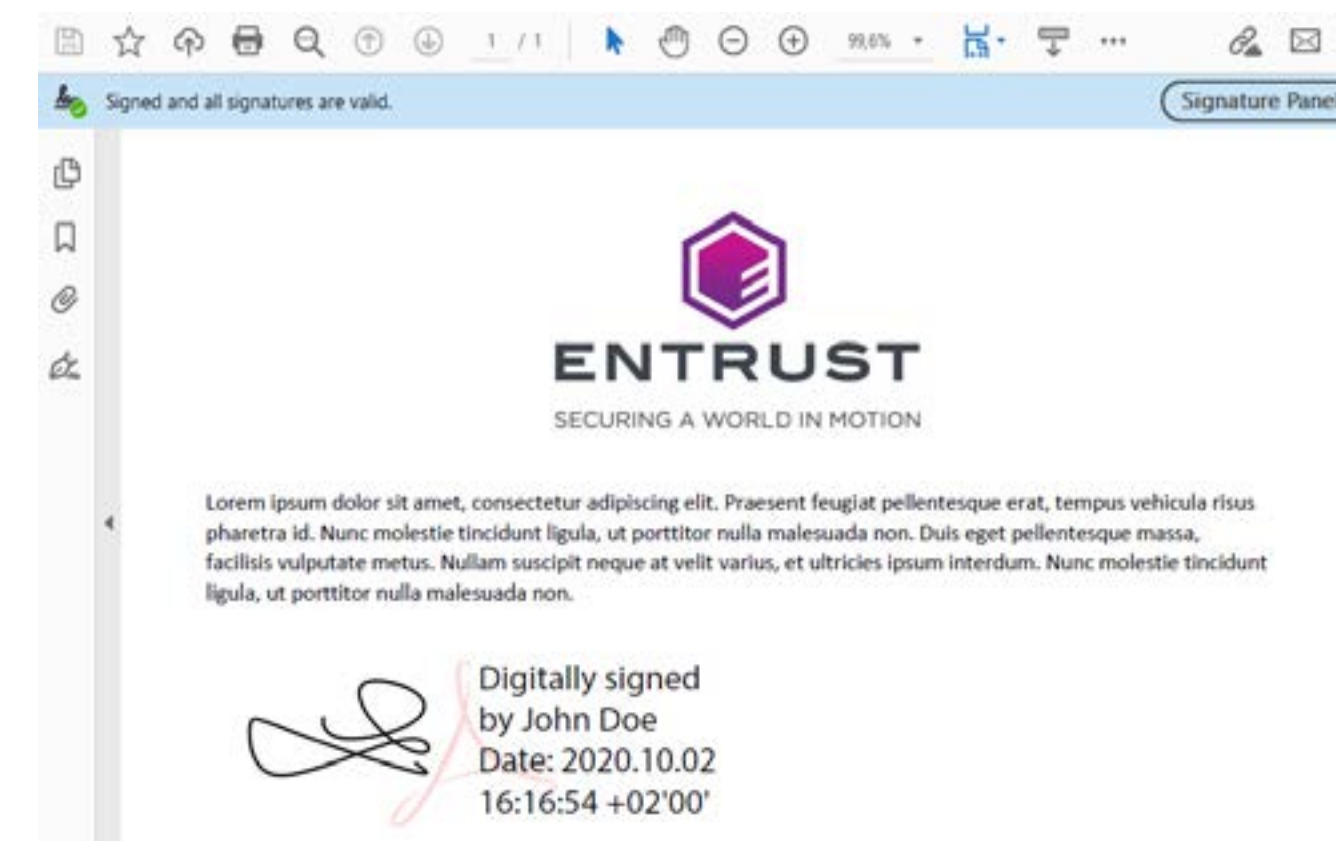 1 / 1
99,6%
Signed and all signatures are valid.
Signature Panel
ENTRUST
SECURING A WORLD IN MOTION
Lorem ipsum dolor sit amet, consectetur adipiscing elit. Praesent feugiat pellentesque erat, tempus vehicula risus
pharetra id. Nunc molestie tincidunt ligula, ut porttitor nulla malesuada non. Duis eget pellentesque massa,
facilisis vulputate metus. Nullam suscipit neque at velit varius, et ultricies ipsum interdum. Nunc molestie tincidunt
ligula, ut porttitor nulla malesuada non.
Digitally signed
by John Doe
Date: 2020.10.02
16:16:54 +02'00'